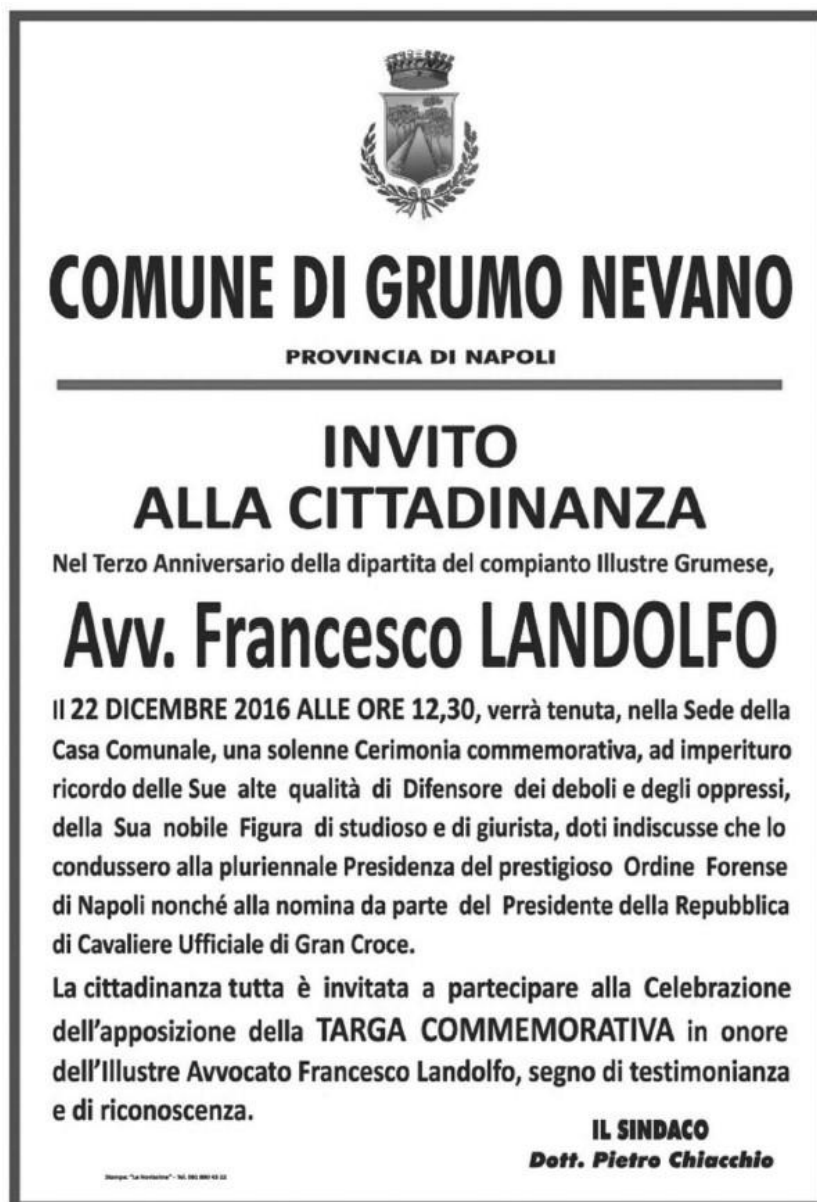 COMUNE DI GRUMO NEVANO
PROVINCIA DI NAPOLI
INVITO
ALLA CITTADINANZA
Nel Terzo Anniversario della dipartita del compianto Illustre Grumese,
Avv. Francesco LANDOLFO
Il 22 DICEMBRE 2016 ALLE ORE 12,30, verrà tenuta, nella Sede della
Casa Comunale, una solenne Cerimonia commemorativa, ad imperituro
ricordo delle Sue alte qualità di Difensore dei deboli e degli oppressi,
della Sua nobile Figura di studioso e di giurista, doti indiscusse che lo
condussero alla pluriennale Presidenza del prestigioso Ordine Forense
di Napoli nonché alla nomina da parte del Presidente della Repubblica
di Cavaliere Ufficiale di Gran Croce.
La cittadinanza tutta è invitata a partecipare alla Celebrazione
dell'apposizione della TARGA COMMEMORATIVA in onore
dell'Illustre Avvocato Francesco Landolfo, segno di testimonianza
e di riconoscenza.
IL SINDACO
Dott. Pietro Chiacchio
Stampa: